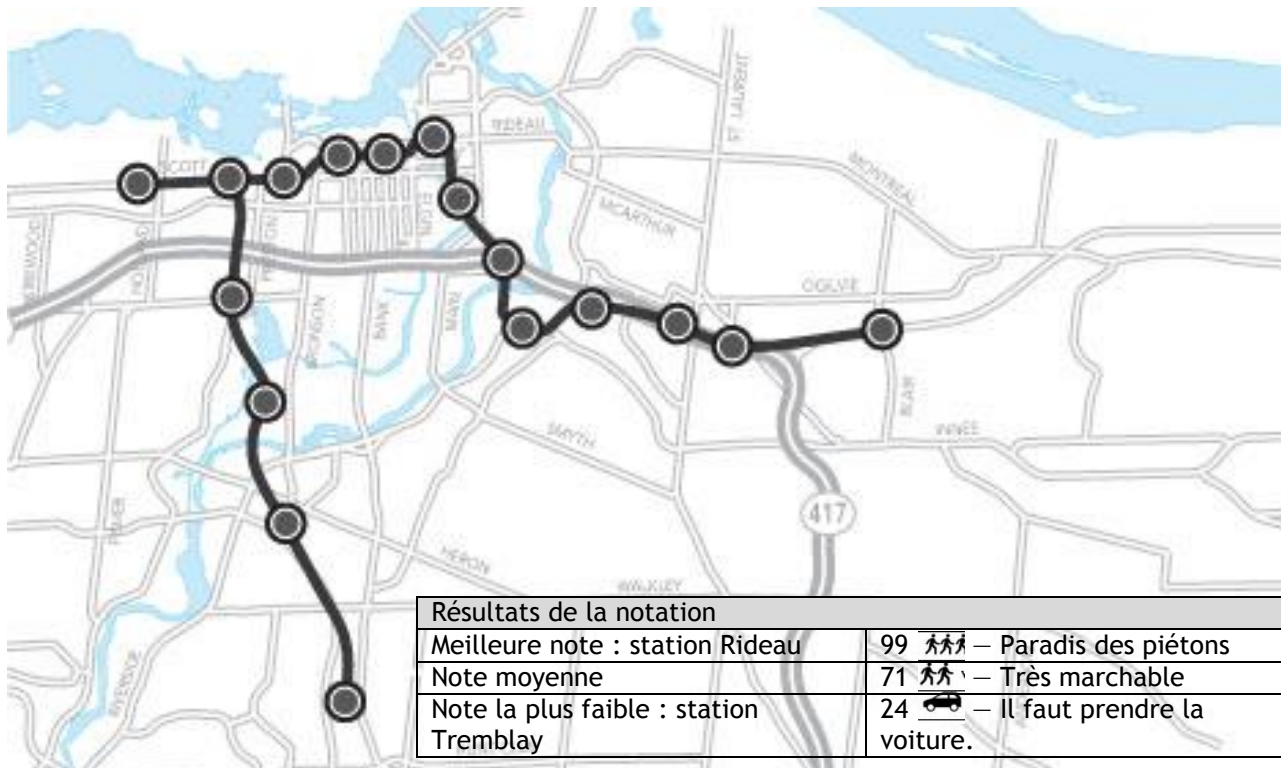 ST. LAURENT
RIDEAU
SCOTT
MONTREAL
MCARTHUR
ELGIN
OGILVIE
BRONSON
BANK
MAIN
BLAIR
SMYTH
INNES
417
HERON
WALKLEY
RIVERSIDE
Résultats de la notation
Meilleure note : station Rideau
99 — Paradis des piétons
Note moyenne
71 — Très marchable
Note la plus faible : station
Tremblay
24 — Il faut prendre la
voiture.